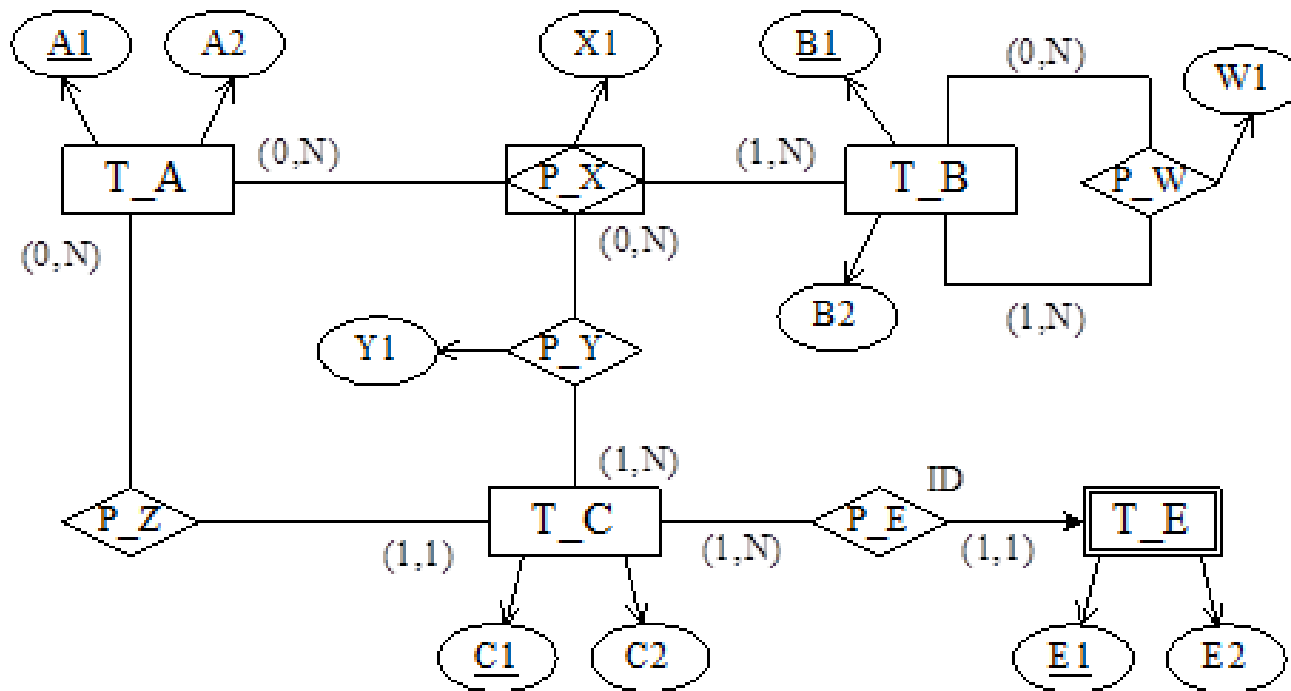 A1
A2
X1
B1
(0,N)
W1
T_A
(0,N)
P_X
(1,N)
T_B
P_W
(0,N)
(0,N)
B2
(1,N)
Y1
P_Y
(1,N)
ID
P_Z
T_C
P_E
T_E
(1,1)
(1,N)
(1,1)
C1
C2
E1
E2